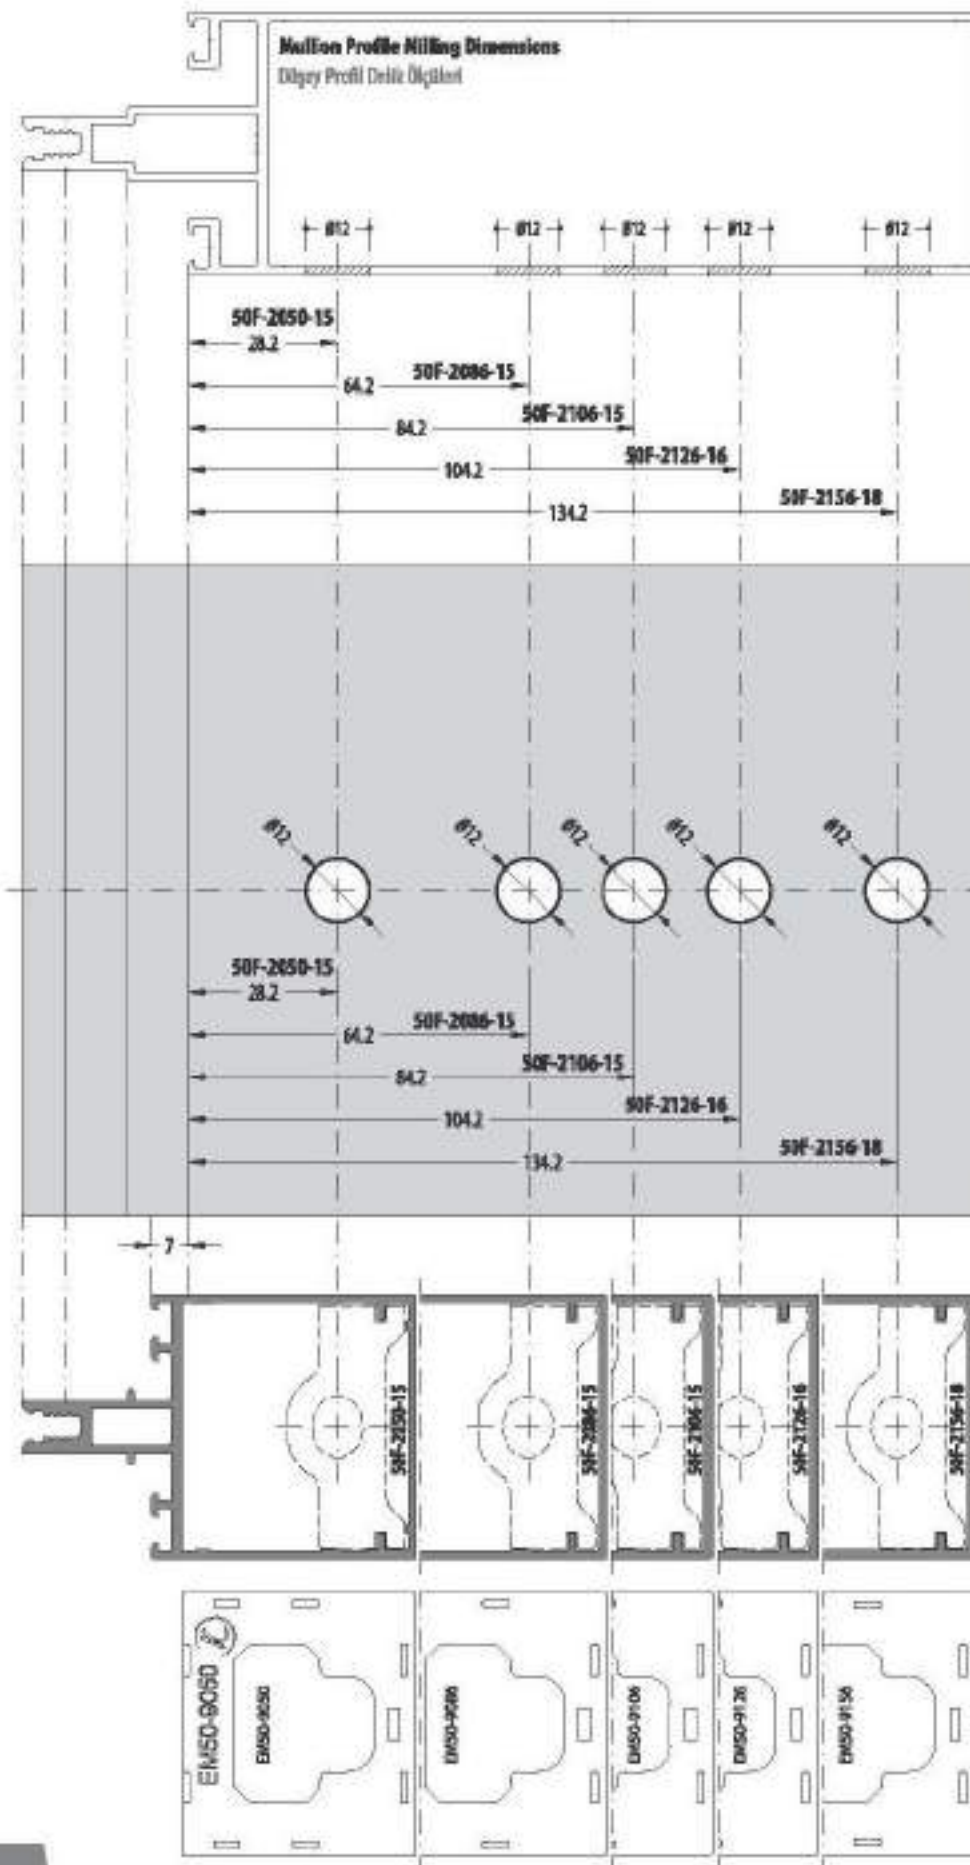 Mullion Profile Milling Dimensions
Düşey Profil Delik Ölçüleri
Ø12 Ø12 Ø12 Ø12 Ø12
50F-2050-15
28.2
50F-2086-15
64.2
50F-2106-15
84.2
50F-2126-16
104.2
50F-2156-18
134.2
Ø12 Ø12 Ø12 Ø12 Ø12
50F-2050-15
28.2
50F-2086-15
64.2
50F-2106-15
84.2
50F-2126-16
104.2
50F-2156-18
134.2
7
50F-2050-15
50F-2086-15
50F-2106-15
50F-2126-16
50F-2156-18
EM50-9050
EM50-9050
EM50-9086
EM50-9106
EM50-9126
EM50-9156